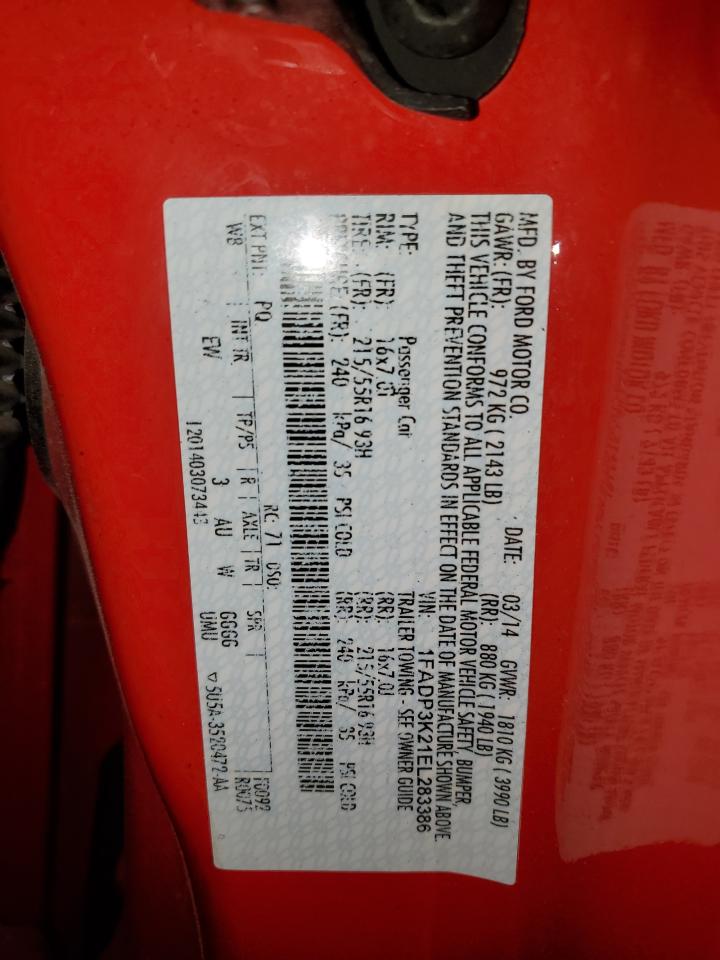 MFD. BY FORD MOTOR CO.
DATE: 03/14 GVWR: 1810 KG ( 3990 LB)
GAWR: (FR): 972 KG ( 2143 LB) (RR): 880 KG ( 1940 LB)
THIS VEHICLE CONFORMS TO ALL APPLICABLE FEDERAL MOTOR VEHICLE SAFETY, BUMPER,
AND THEFT PREVENTION STANDARDS IN EFFECT ON THE DATE OF MANUFACTURE SHOWN ABOVE
VIN: 1FADP3K21EL283386
TYPE: Passenger Car TRAILER TOWING - SEE OWNER GUIDE
RIM: (FR): 16x7.0J (RR): 16x7.0J
TIRE: (FR): 215/55R16 93H (RR): 215/55R16 93H
PRESSURE (FR): 240 kPa/ 35 PSI COLD (RR): 240 kPa/ 35 PSI COLD
EXT PNT: PQ RC: 71 DSO:
WB INT TR TP/PS R AXLE TR SPR F0092
EW 3 AU W GGGG
UMU
1201403073443
5U5A-3520472-AA